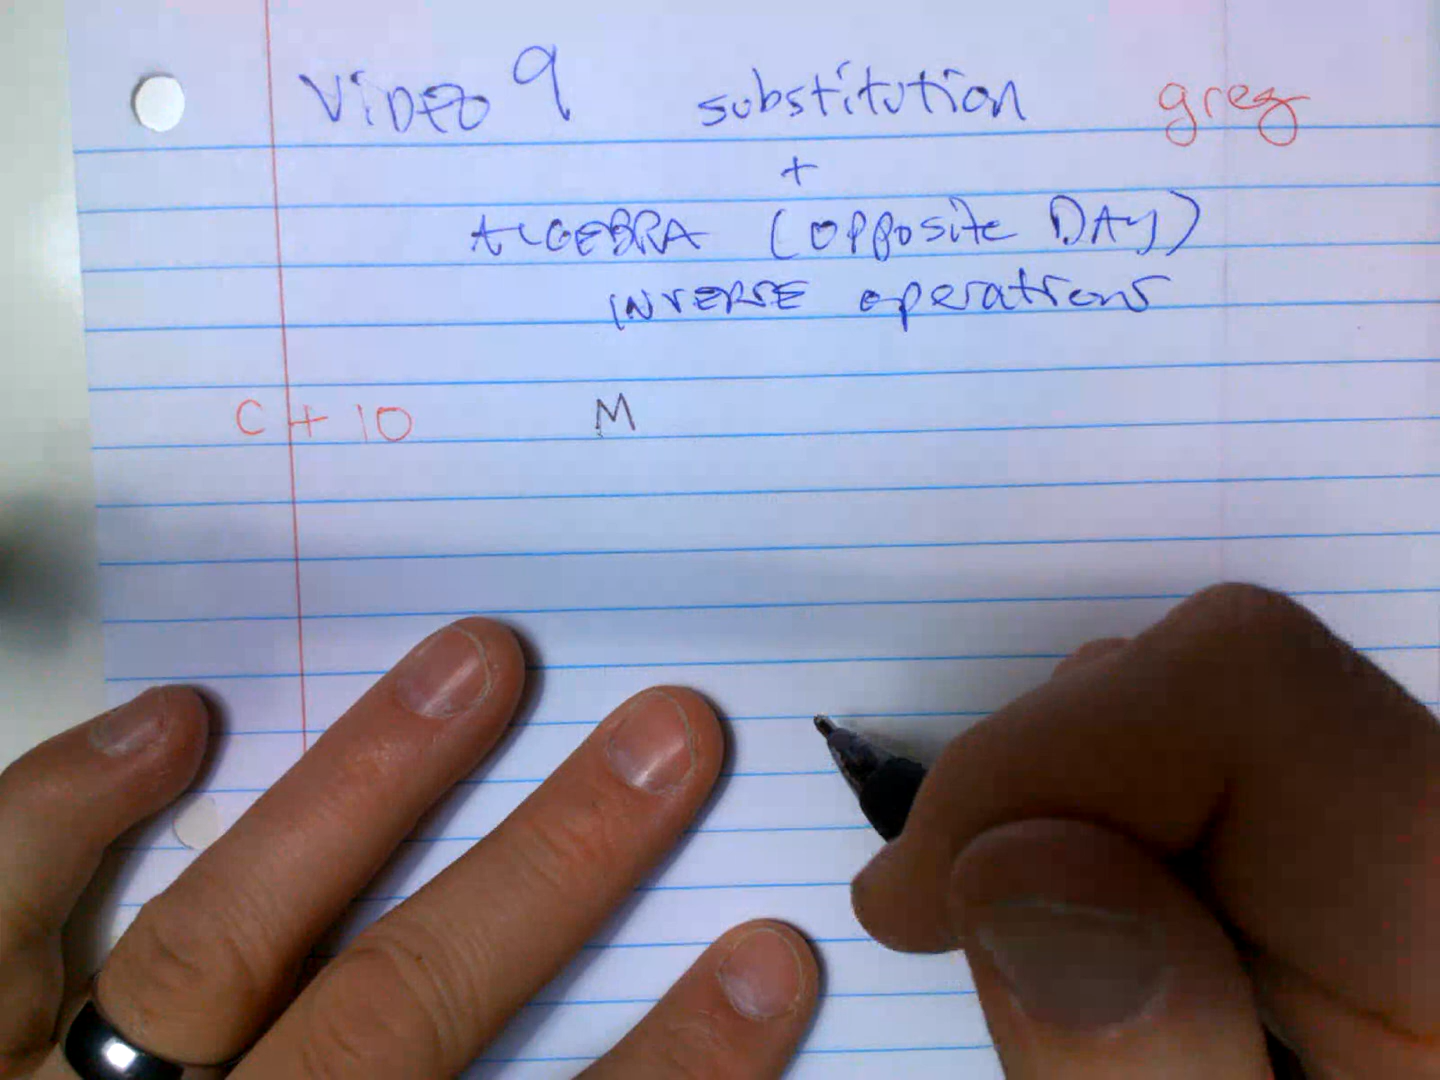 ViDEO 9 substitution greg
+
ALGEBRA (opposite DAy)
INVERSE operations
C + 10 M